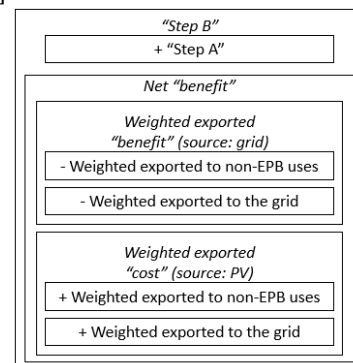 “Step B”
+ “Step A”
Net “benefit”
Weighted exported
“benefit” (source: grid)
- Weighted exported to non-EPB uses
- Weighted exported to the grid
Weighted exported
“cost” (source: PV)
+ Weighted exported to non-EPB uses
+ Weighted exported to the grid